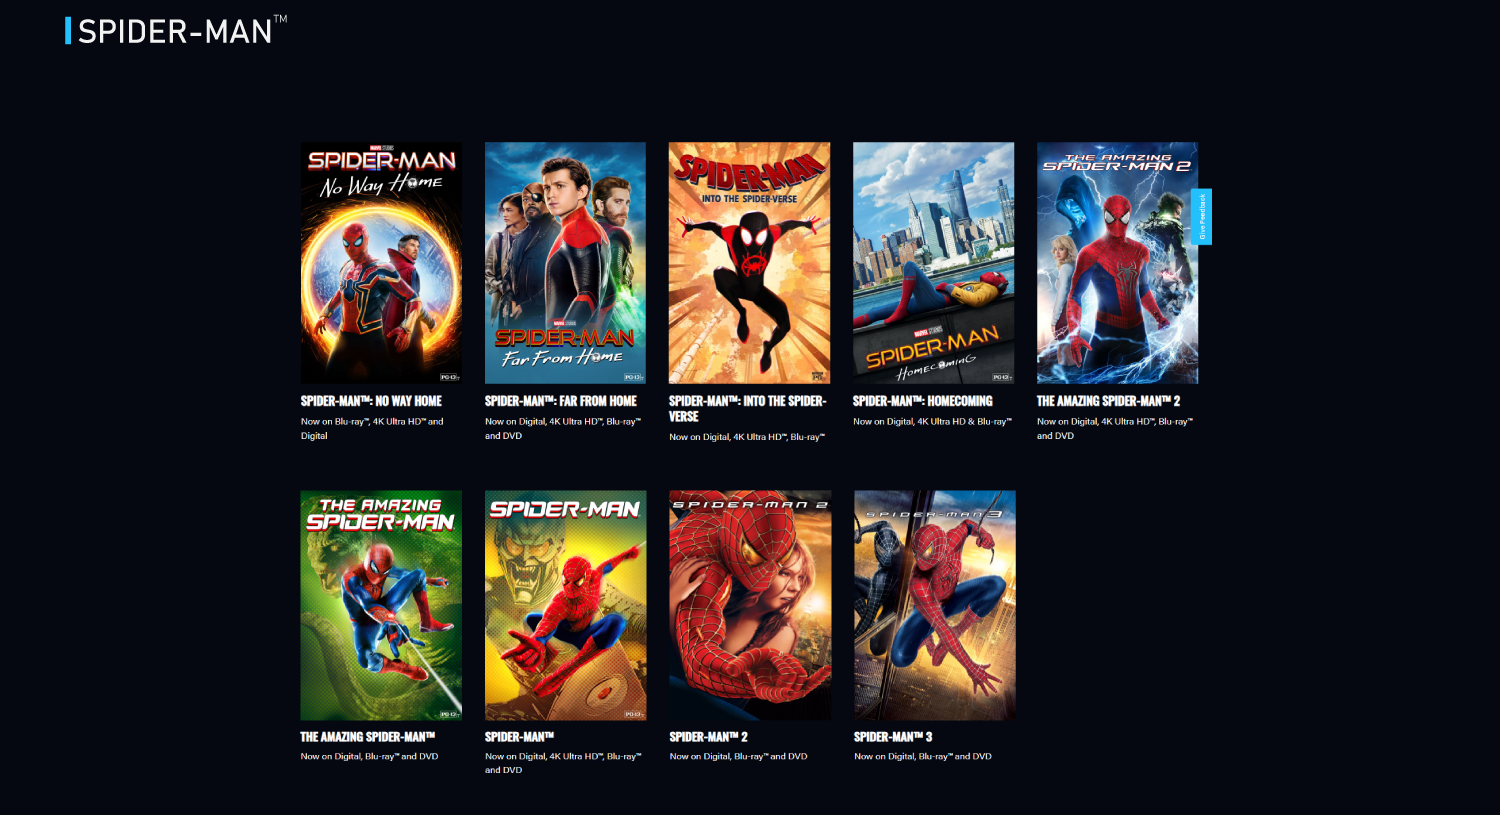 SPIDER-MAN™
MARVEL STUDIOS
SPIDER-MAN
No Way Home
PG-13
SPIDER-MAN™: NO WAY HOME
Now on Blu-ray™, 4K Ultra HD™ and
Digital
MARVEL STUDIOS
SPIDER-MAN
Far From Home
PG-13
SPIDER-MAN™: FAR FROM HOME
Now on Digital, 4K Ultra HD™, Blu-ray™
and DVD
SPIDER-MAN
INTO THE SPIDER-VERSE
PG
SPIDER-MAN™: INTO THE SPIDER-
VERSE
Now on Digital, 4K Ultra HD™, Blu-ray™
MARVEL STUDIOS
SPIDER-MAN
HOMECOMING
PG-13
SPIDER-MAN™: HOMECOMING
Now on Digital, 4K Ultra HD & Blu-ray™
THE AMAZING
SPIDER-MAN 2
THE AMAZING SPIDER-MAN™ 2
Now on Digital, 4K Ultra HD™, Blu-ray™
and DVD
Give Feedback
THE AMAZING
SPIDER-MAN
PG-13
THE AMAZING SPIDER-MAN™
Now on Digital, Blu-ray™ and DVD
SPIDER-MAN
PG-13
SPIDER-MAN™
Now on Digital, 4K Ultra HD™, Blu-ray™
and DVD
SPIDER-MAN 2
SPIDER-MAN™ 2
Now on Digital, Blu-ray™ and DVD
SPIDER-MAN 3
SPIDER-MAN™ 3
Now on Digital, Blu-ray™ and DVD